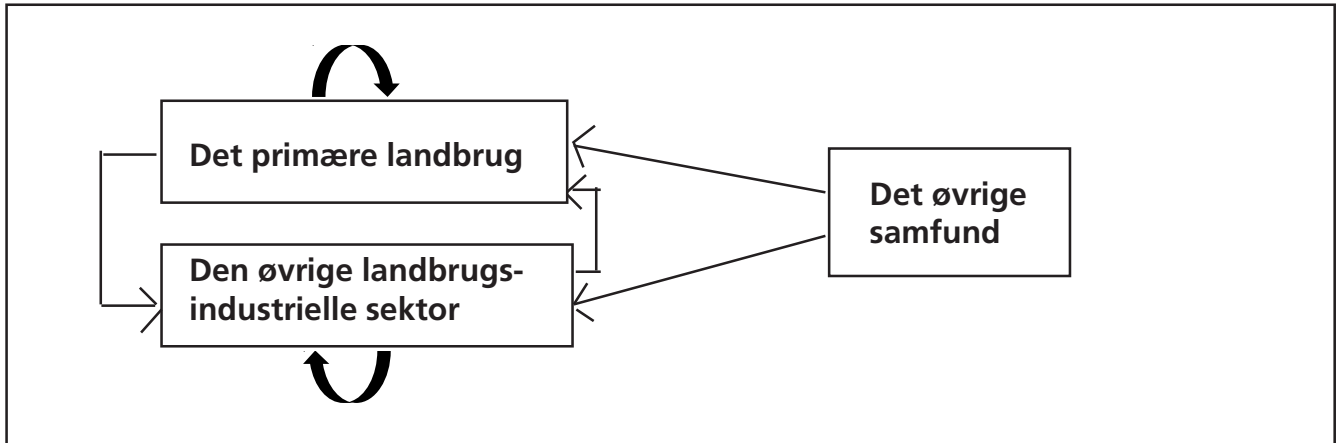 Det primære landbrug
Den øvrige landbrugs-
industrielle sektor
Det øvrige
samfund